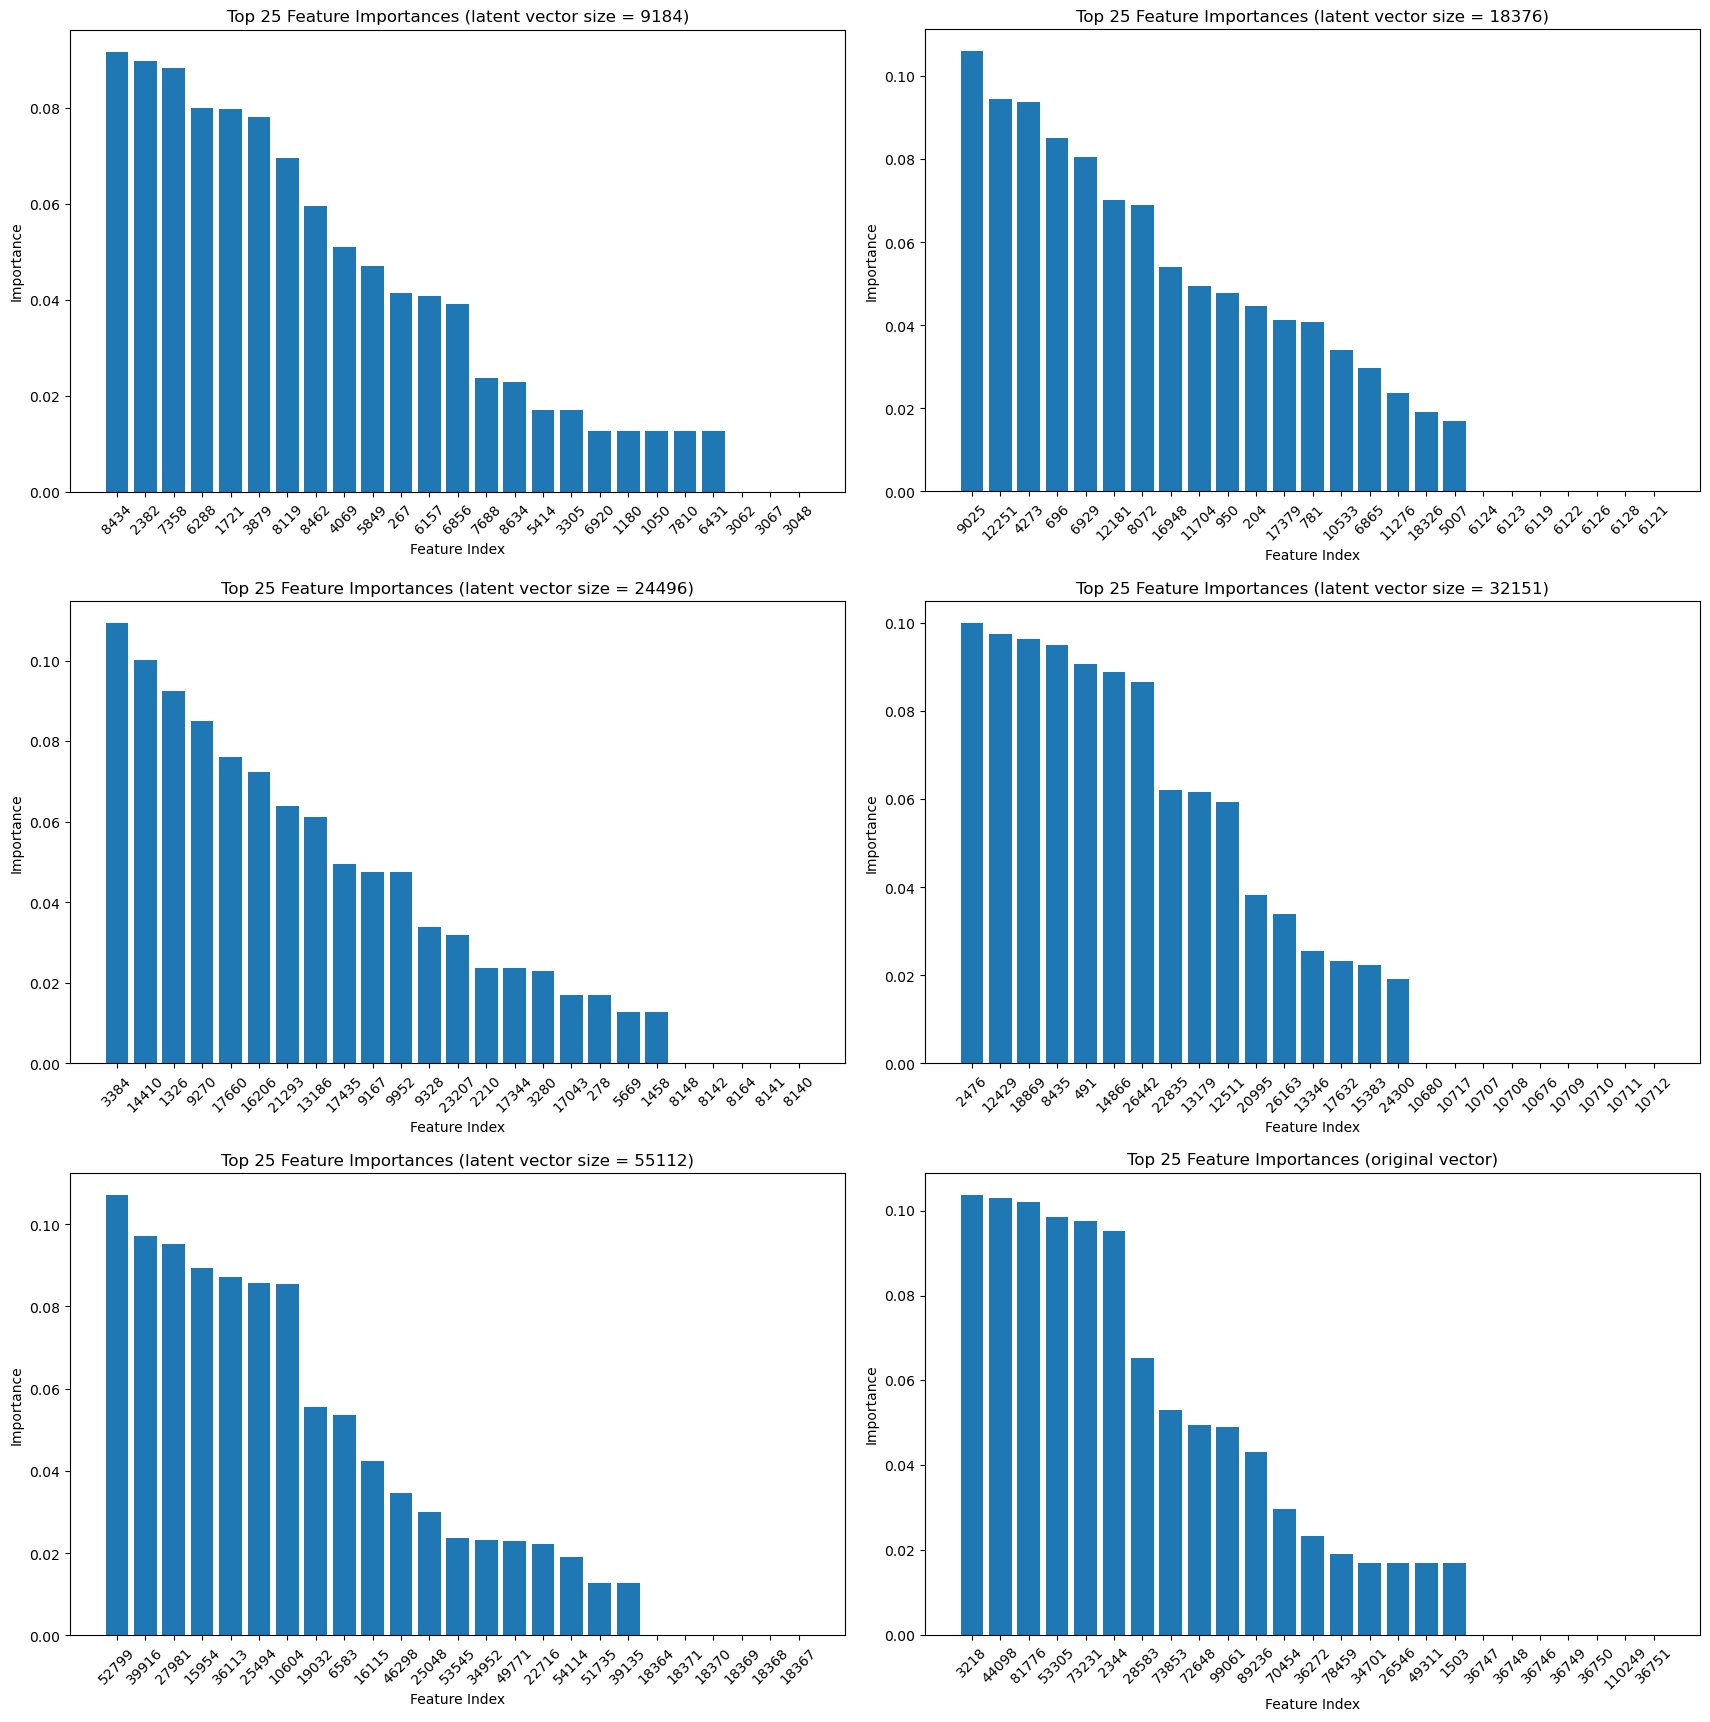 Top 25 Feature Importances (latent vector size = 9184)
Importance
0.08
0.06
0.04
0.02
0.00
8434 2382 7358 6288 1721 3879 8119 8462 4069 5849 267 6157 6856 7688 8634 5414 3305 6920 1180 1050 7810 6431 3062 3067 3048
Feature Index
Top 25 Feature Importances (latent vector size = 18376)
Importance
0.10
0.08
0.06
0.04
0.02
0.00
9025 12251 4273 696 6929 12181 8072 16948 11704 950 204 17379 781 10533 6865 11276 18326 5007 6124 6123 6119 6122 6126 6128 6121
Feature Index
Top 25 Feature Importances (latent vector size = 24496)
Importance
0.10
0.08
0.06
0.04
0.02
0.00
3384 14410 1326 9270 17660 16206 21293 13186 17435 9167 9952 9328 23207 2210 17344 3280 17043 278 5669 1458 8148 8142 8164 8141 8140
Feature Index
Top 25 Feature Importances (latent vector size = 32151)
Importance
0.10
0.08
0.06
0.04
0.02
0.00
2476 12429 18869 8435 491 14866 26442 22835 13179 12511 20995 26163 13346 17632 15383 24300 10680 10717 10707 10708 10676 10709 10710 10711 10712
Feature Index
Top 25 Feature Importances (latent vector size = 55112)
Importance
0.10
0.08
0.06
0.04
0.02
0.00
52799 39916 27981 15954 36113 25494 10604 19032 6583 16115 46298 25048 53545 34952 49771 22716 54114 51735 39135 18364 18371 18370 18369 18368 18367
Feature Index
Top 25 Feature Importances (original vector)
Importance
0.10
0.08
0.06
0.04
0.02
0.00
3218 44098 81776 53305 73231 2344 28583 73853 72648 99061 89236 70454 36272 78459 34701 26546 49311 1503 36747 36748 36746 36749 36750 110249 36751
Feature Index